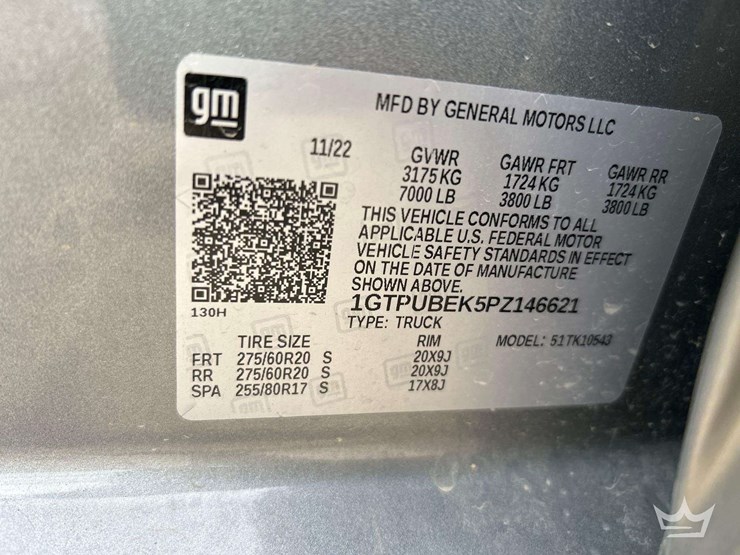 gm
MFD BY GENERAL MOTORS LLC
11/22
GVWR GAWR FRT GAWR RR
3175 KG 1724 KG 1724 KG
7000 LB 3800 LB 3800 LB
THIS VEHICLE CONFORMS TO ALL
APPLICABLE U.S. FEDERAL MOTOR
VEHICLE SAFETY STANDARDS IN EFFECT
ON THE DATE OF MANUFACTURE
SHOWN ABOVE.
1GTPUBEK5PZ146621
130H
TYPE: TRUCK MODEL: 51TK10543
TIRE SIZE RIM
FRT 275/60R20 S 20X9J
RR 275/60R20 S 20X9J
SPA 255/80R17 S 17X8J